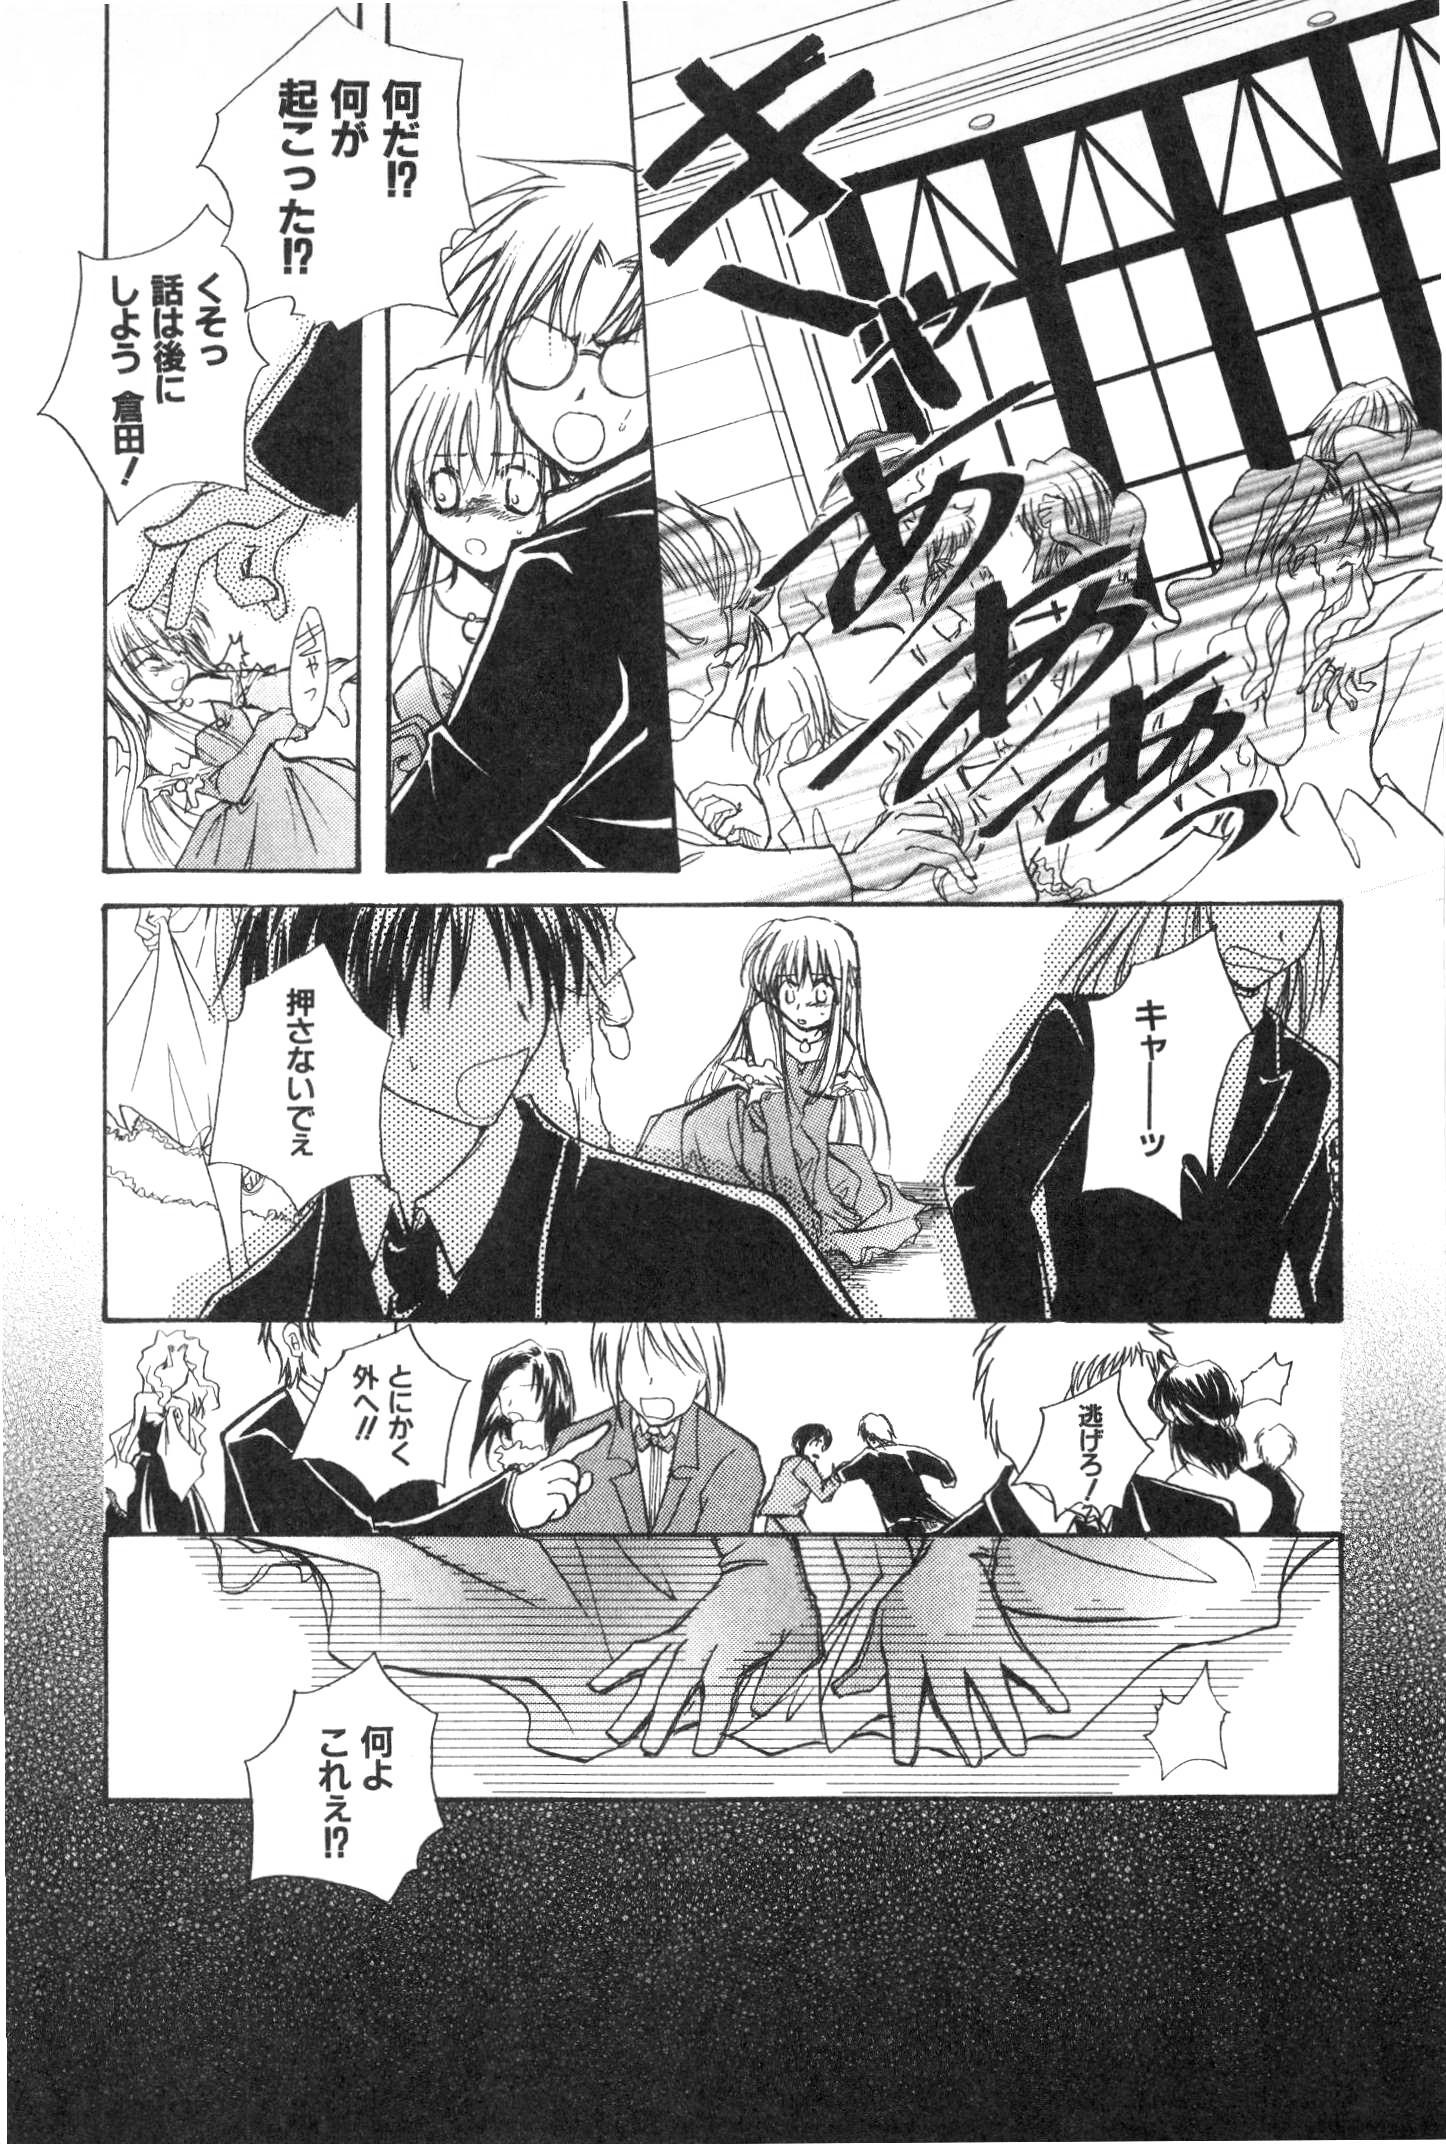 キャ
あああっ
何だ!?
何が
起こった!?
くそっ
話は後に
しよう 倉田!
きゃっ
キャーーッ
押さないでぇ
逃げろ!
とにかく
外へ!!
何よ
これぇ!?